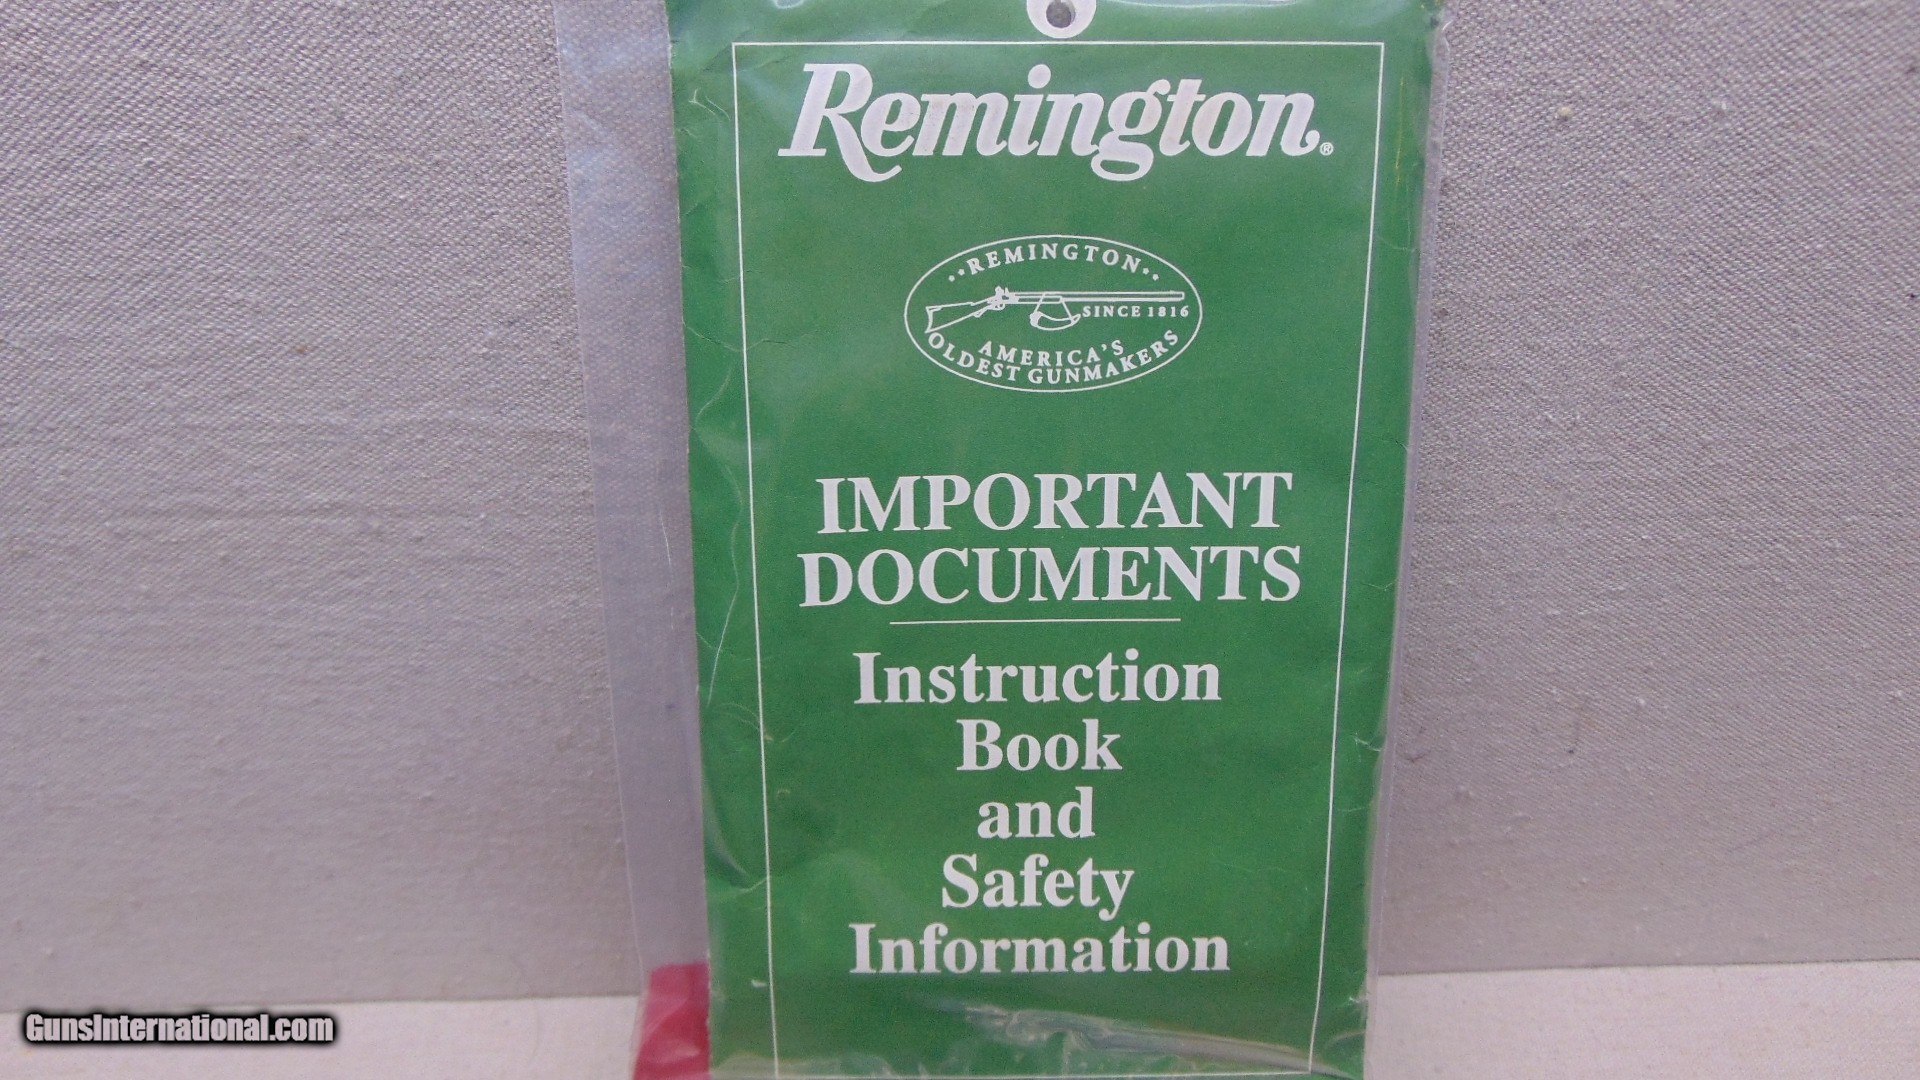 Remington®
··REMINGTON··
SINCE 1816
AMERICA'S
OLDEST GUNMAKERS
IMPORTANT
DOCUMENTS
Instruction
Book
and
Safety
Information
GunsInternational.com